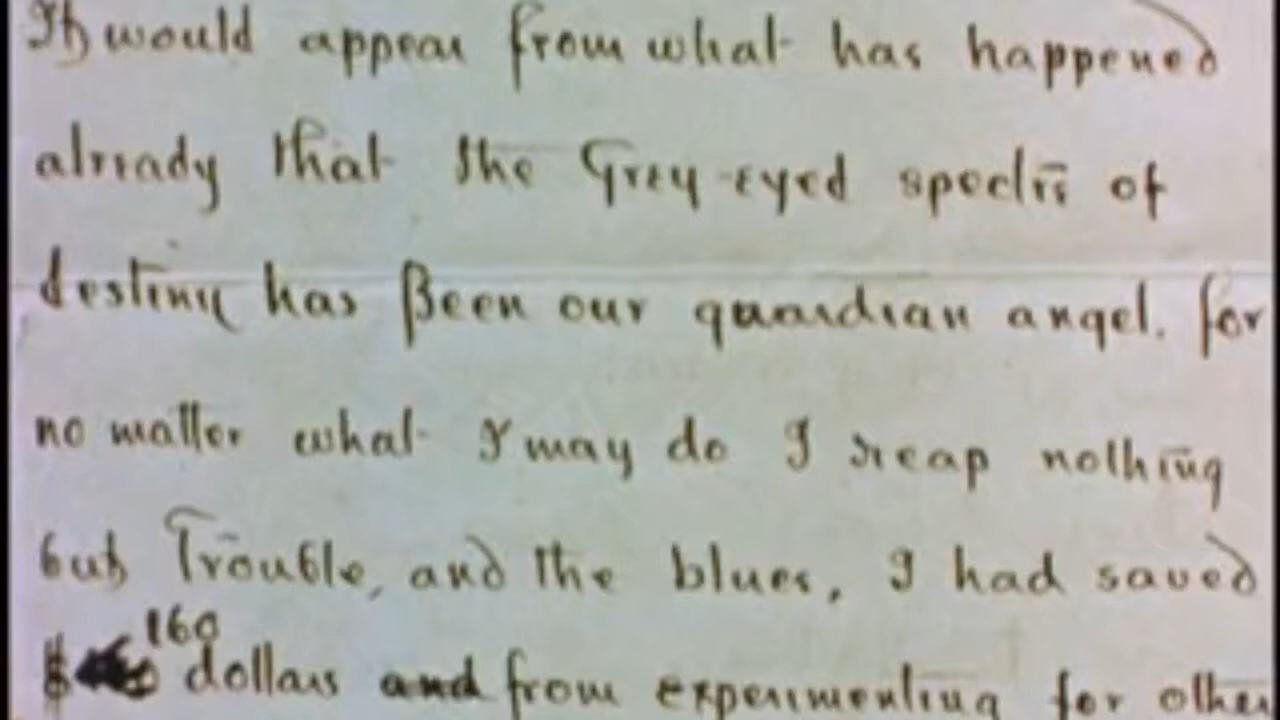 It would appear from what has happened
already that the Grey-eyed spectre of
destiny has Been our guardian angel. for
no matter what I may do I reap nothing
but Trouble, and the blues, I had saved
160
$ dollars and from experimenting for other